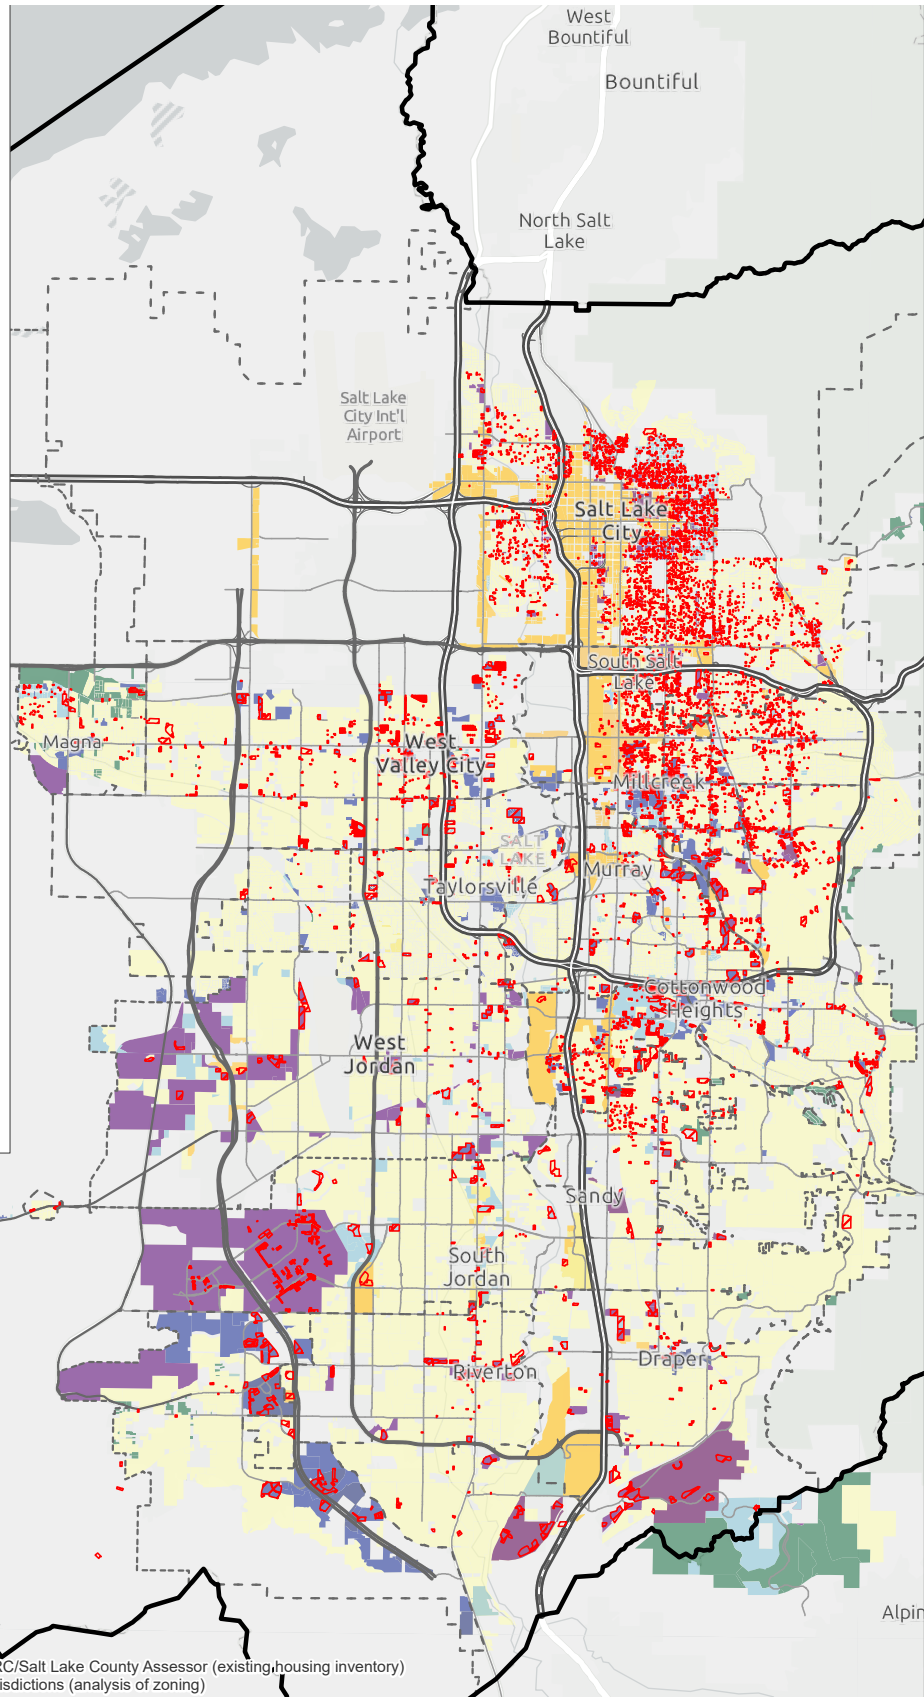 West
Bountiful
Bountiful
North Salt
Lake
Salt Lake
City Int'l
Airport
Salt Lake
City
South Salt
Lake
Magna
West
Valley City
Millcreek
SALT
LAKE
Murray
Taylorsville
Cottonwood
Heights
West
Jordan
Sandy
South
Jordan
Draper
Riverton
Alpin
RC/Salt Lake County Assessor (existing housing inventory)
risdictions (analysis of zoning)